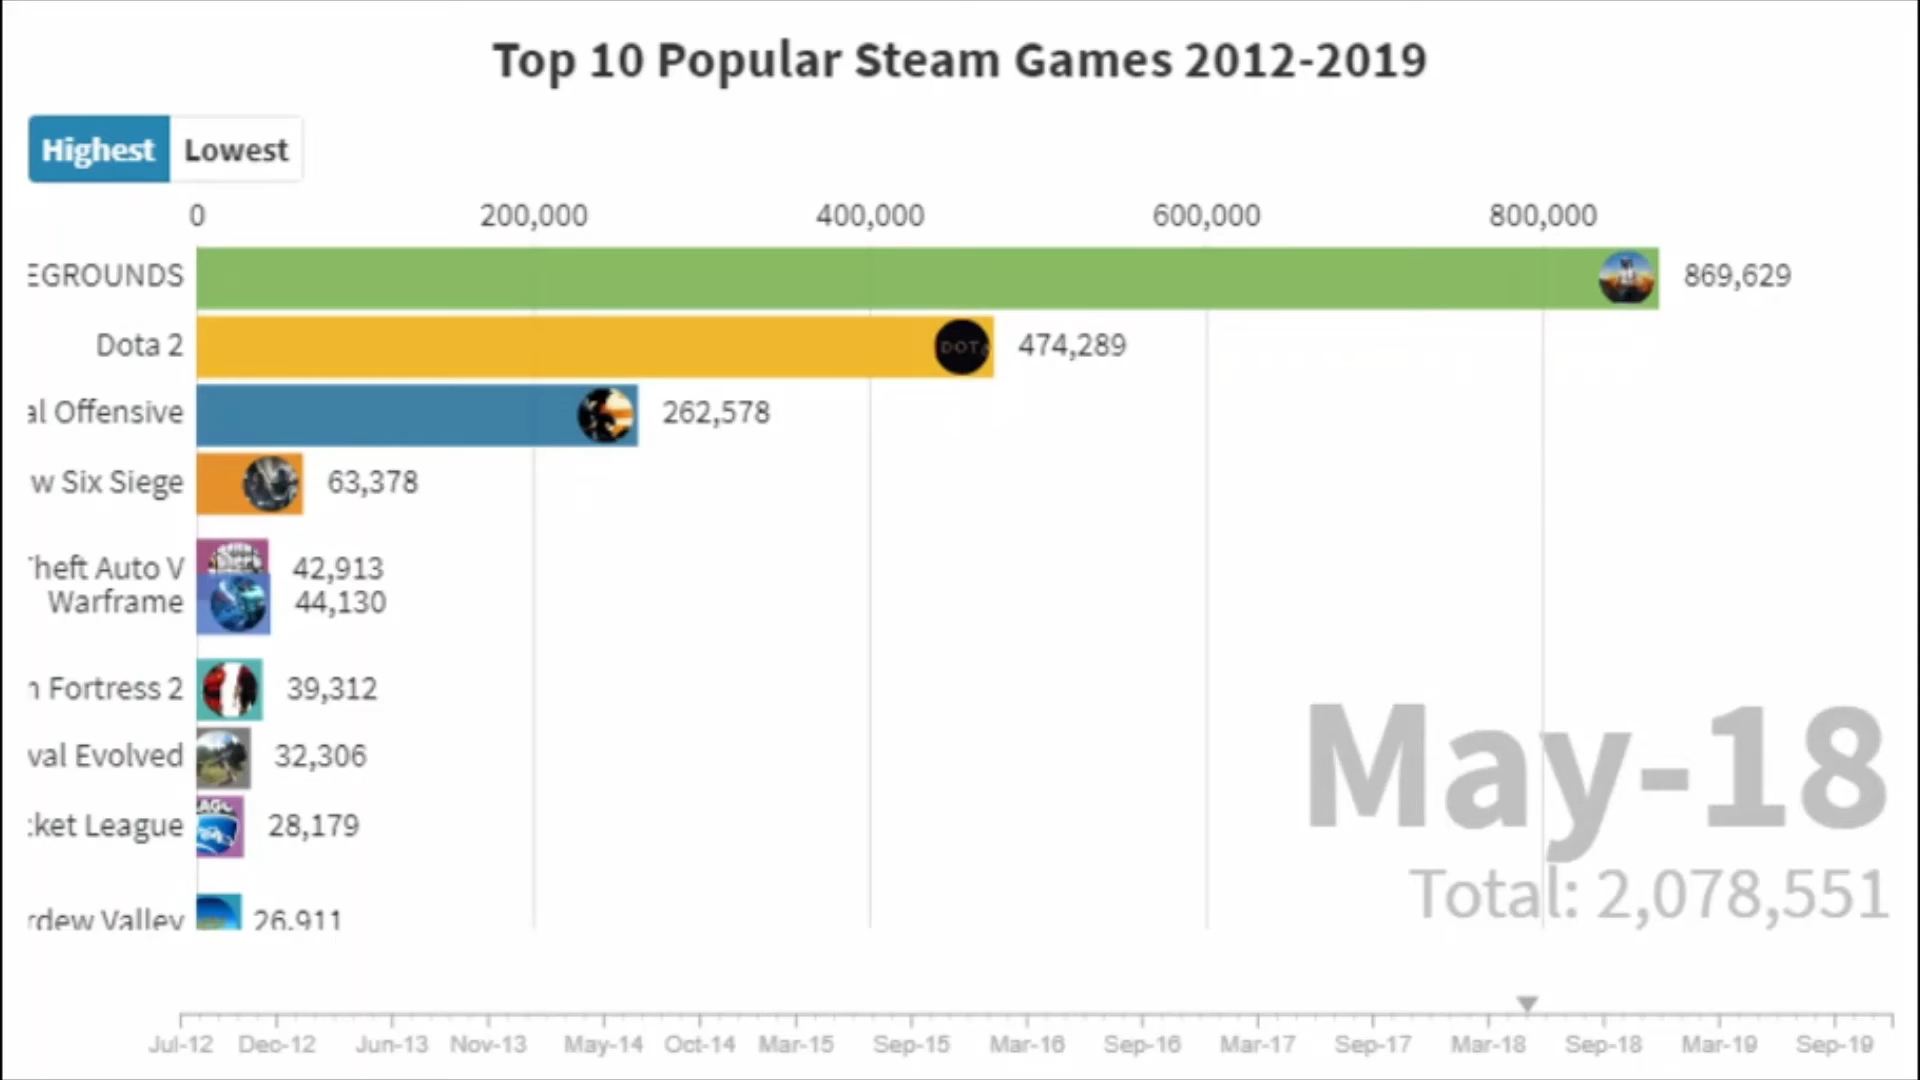 Top 10 Popular Steam Games 2012-2019
Highest Lowest
0 200,000 400,000 600,000 800,000
EGROUNDS 869,629
Dota 2 DOT 474,289
al Offensive 262,578
w Six Siege 63,378
Theft Auto V 42,913
Warframe 44,130
n Fortress 2 39,312
val Evolved 32,306
cket League 28,179
rdew Valley 26,911
May-18
Total: 2,078,551
Jul-12 Dec-12 Jun-13 Nov-13 May-14 Oct-14 Mar-15 Sep-15 Mar-16 Sep-16 Mar-17 Sep-17 Mar-18 Sep-18 Mar-19 Sep-19